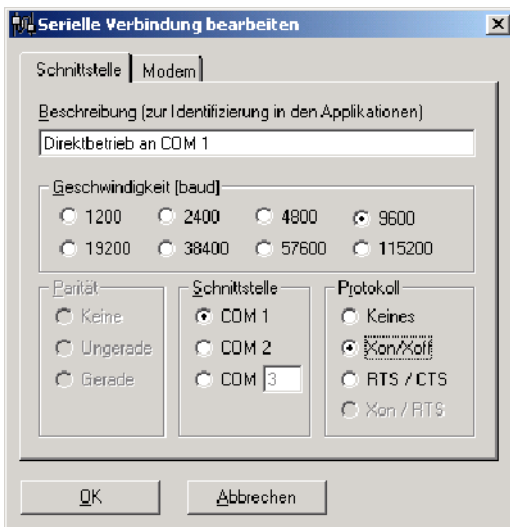 Serielle Verbindung bearbeiten
Schnittstelle Modem
Beschreibung (zur Identifizierung in den Applikationen)
Direktbetrieb an COM 1
Geschwindigkeit [baud]
1200 2400 4800 9600
19200 38400 57600 115200
Parität
Keine
Ungerade
Gerade
Schnittstelle
COM 1
COM 2
COM 3
Protokoll
Keines
Xon/Xoff
RTS / CTS
Xon / RTS
OK Abbrechen